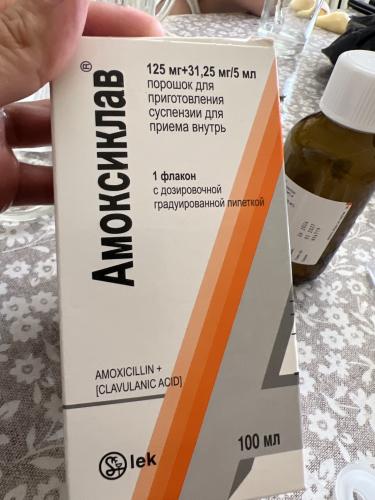 Амоксиклав®
125 мг+31,25 мг/5 мл
порошок для
приготовления
суспензии для
приема внутрь
1 флакон
с дозировочной
градуированной пипеткой
AMOXICILLIN +
[CLAVULANIC ACID]
lek
100 мл